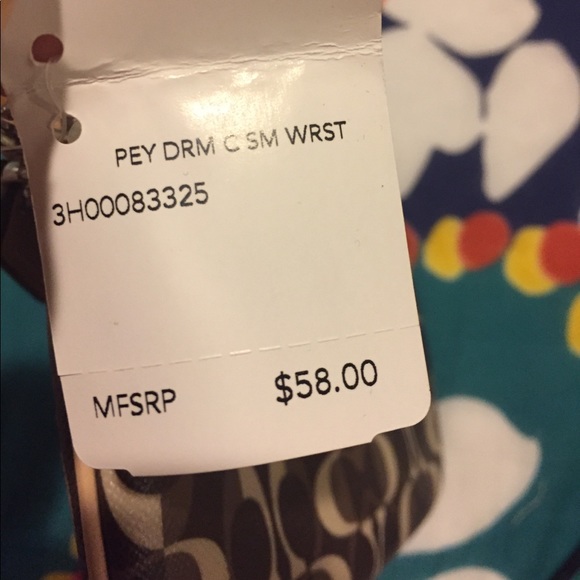 PEY DRM C SM WRST
3H00083325
MFSRP $58.00